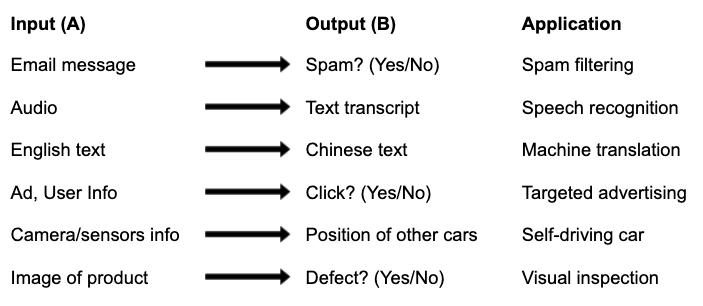 Input (A) Output (B) Application
Email message Spam? (Yes/No) Spam filtering
Audio Text transcript Speech recognition
English text Chinese text Machine translation
Ad, User Info Click? (Yes/No) Targeted advertising
Camera/sensors info Position of other cars Self-driving car
Image of product Defect? (Yes/No) Visual inspection